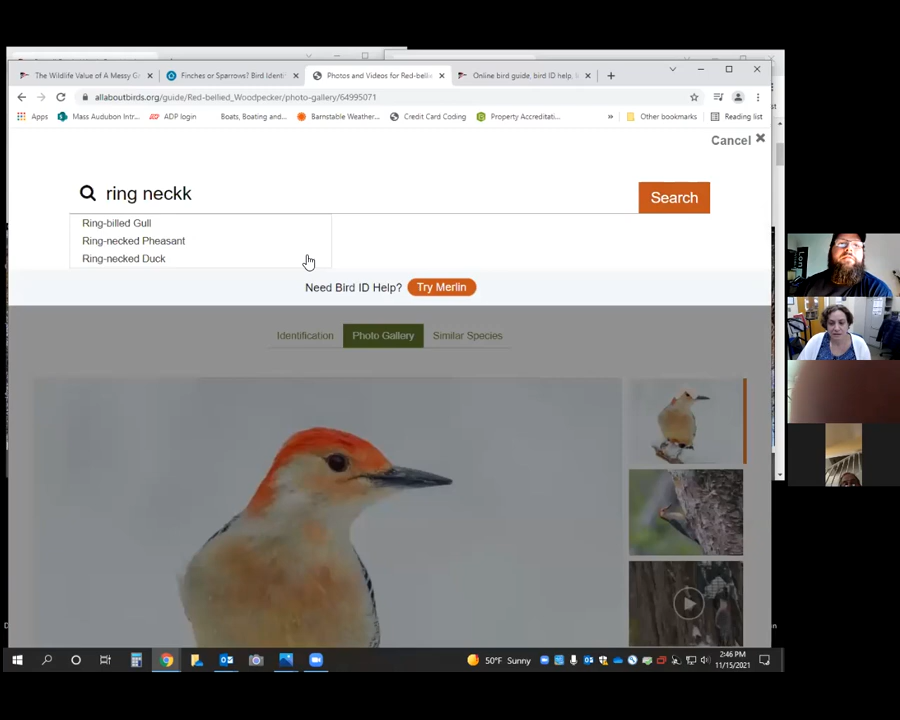 The Wildlife Value of A Messy G
Finches or Sparrows? Bird Identi
Photos and Videos for Red-bellie
Online bird guide, bird ID help, l
allaboutbirds.org/guide/Red-bellied_Woodpecker/photo-gallery/64995071
Apps Mass Audubon Intr... ADP login Boats, Boating and... Barnstable Weather... Credit Card Coding Property Accreditati... » Other bookmarks Reading list
Cancel
ring neckk Search
Ring-billed Gull
Ring-necked Pheasant
Ring-necked Duck
Need Bird ID Help? Try Merlin
Identification Photo Gallery Similar Species
50°F Sunny
2:46 PM
11/15/2021